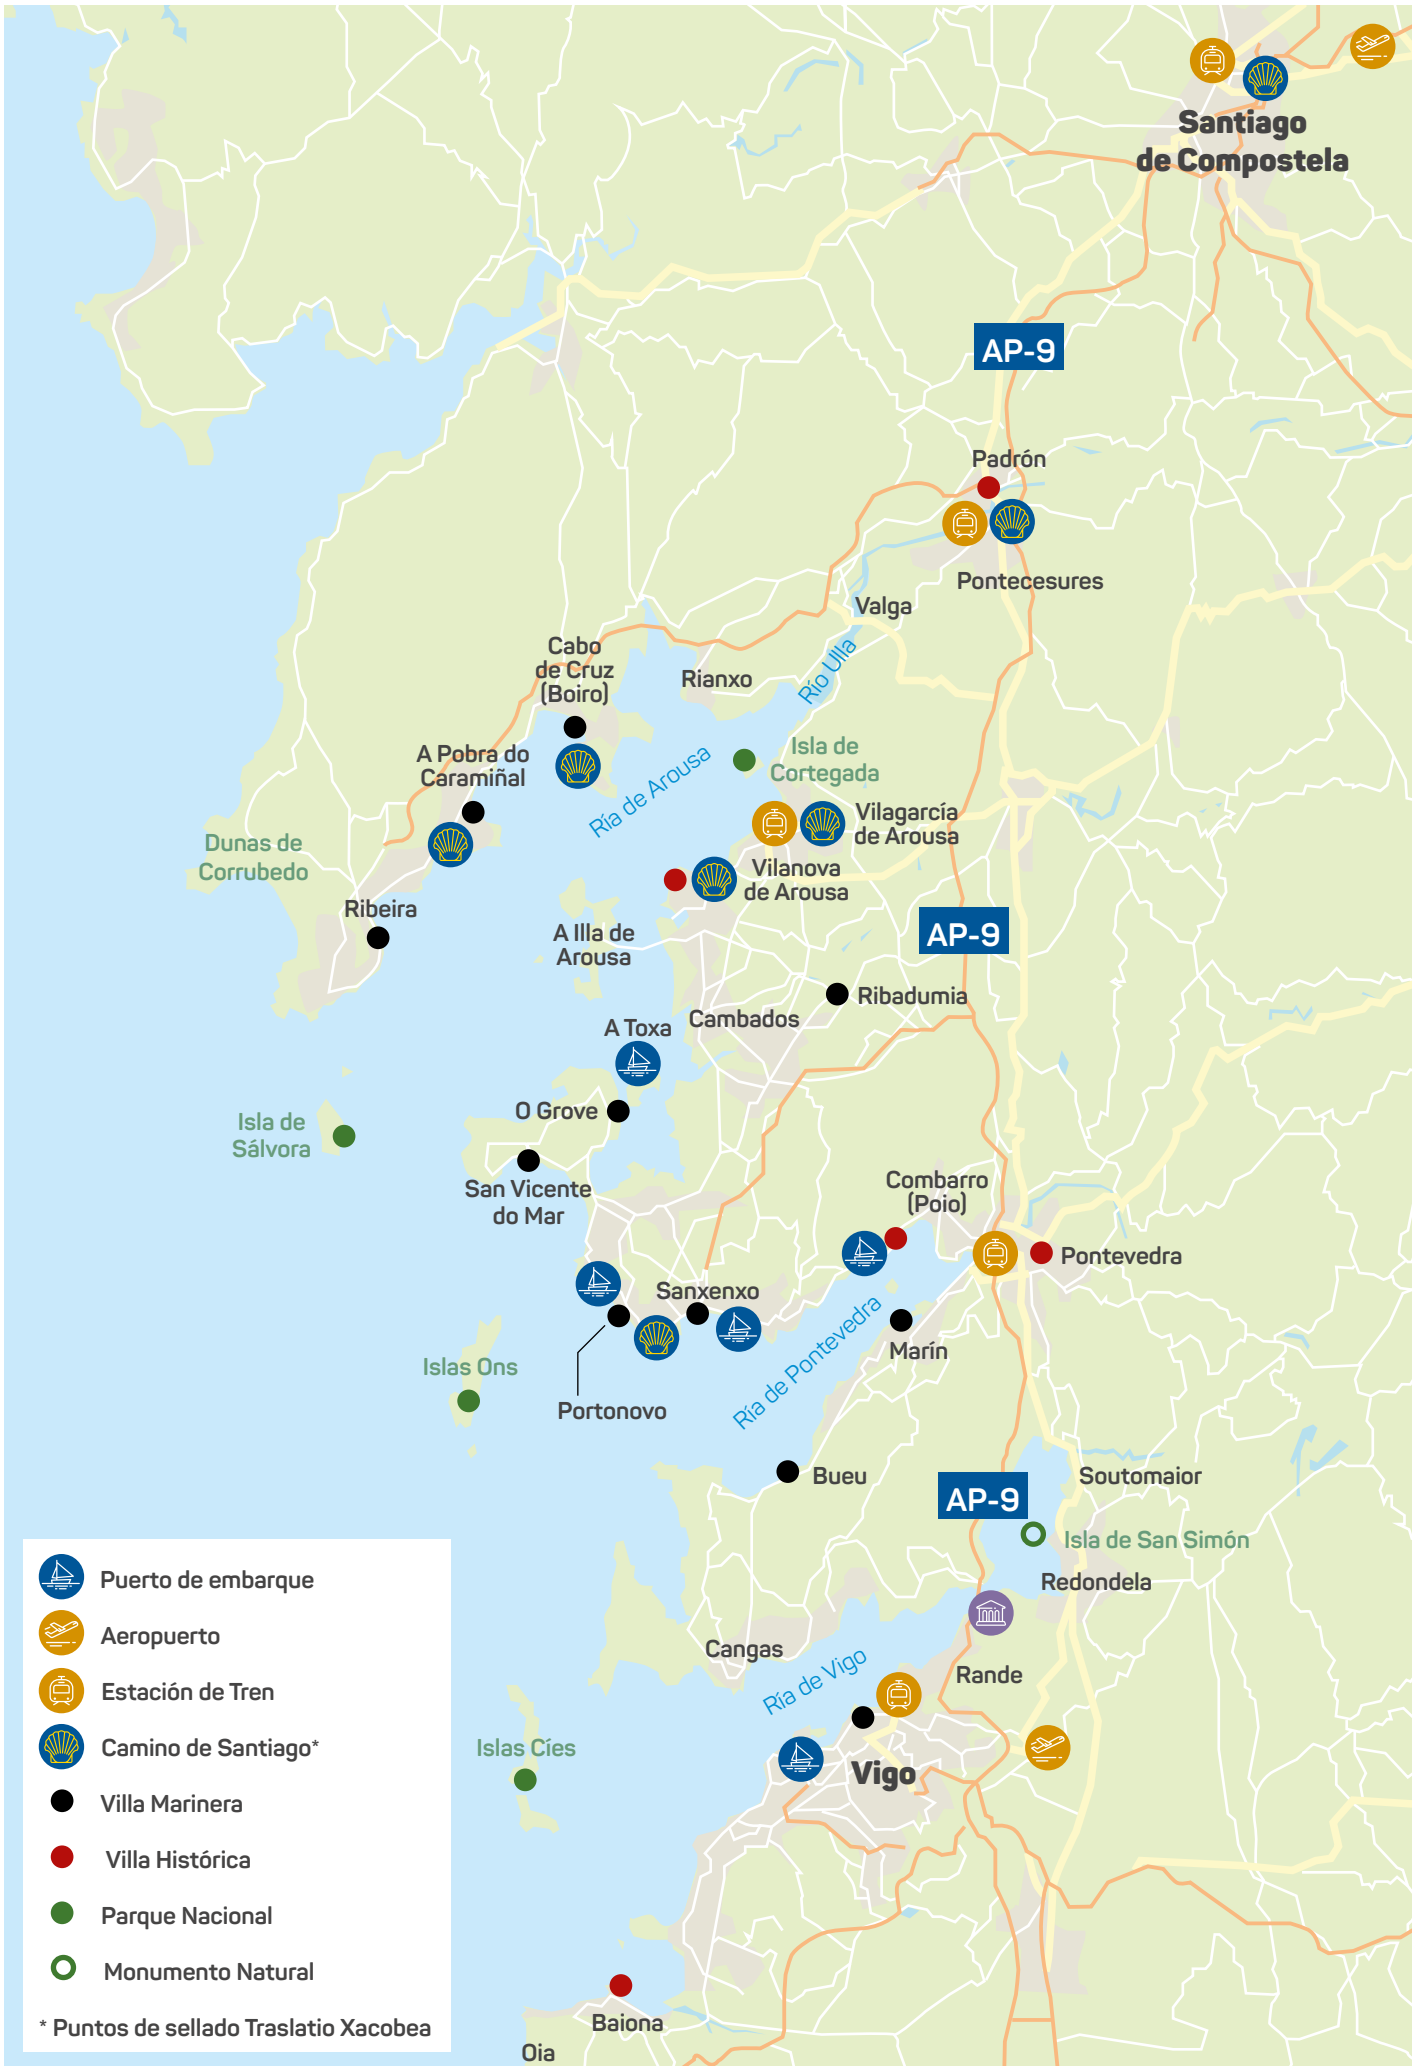 Santiago
de Compostela
AP-9
Padrón
Pontecesures
Valga
Río Ulla
Cabo
de Cruz
(Boiro)
Rianxo
A Pobra do
Caramiñal
Ría de Arousa
Isla de
Cortegada
Vilagarcía
de Arousa
Dunas de
Corrubedo
Vilanova
de Arousa
Ribeira
A Illa de
Arousa
AP-9
Ribadumia
Cambados
A Toxa
O Grove
Isla de
Sálvora
San Vicente
do Mar
Combarro
(Poio)
Pontevedra
Sanxenxo
Ría de Pontevedra
Marín
Islas Ons
Portonovo
Bueu
Soutomaior
AP-9
Isla de San Simón
Redondela
Cangas
Ría de Vigo
Rande
Islas Cíes
Vigo
Baiona
Oia
Puerto de embarque
Aeropuerto
Estación de Tren
Camino de Santiago*
Villa Marinera
Villa Histórica
Parque Nacional
Monumento Natural
* Puntos de sellado Traslatio Xacobea